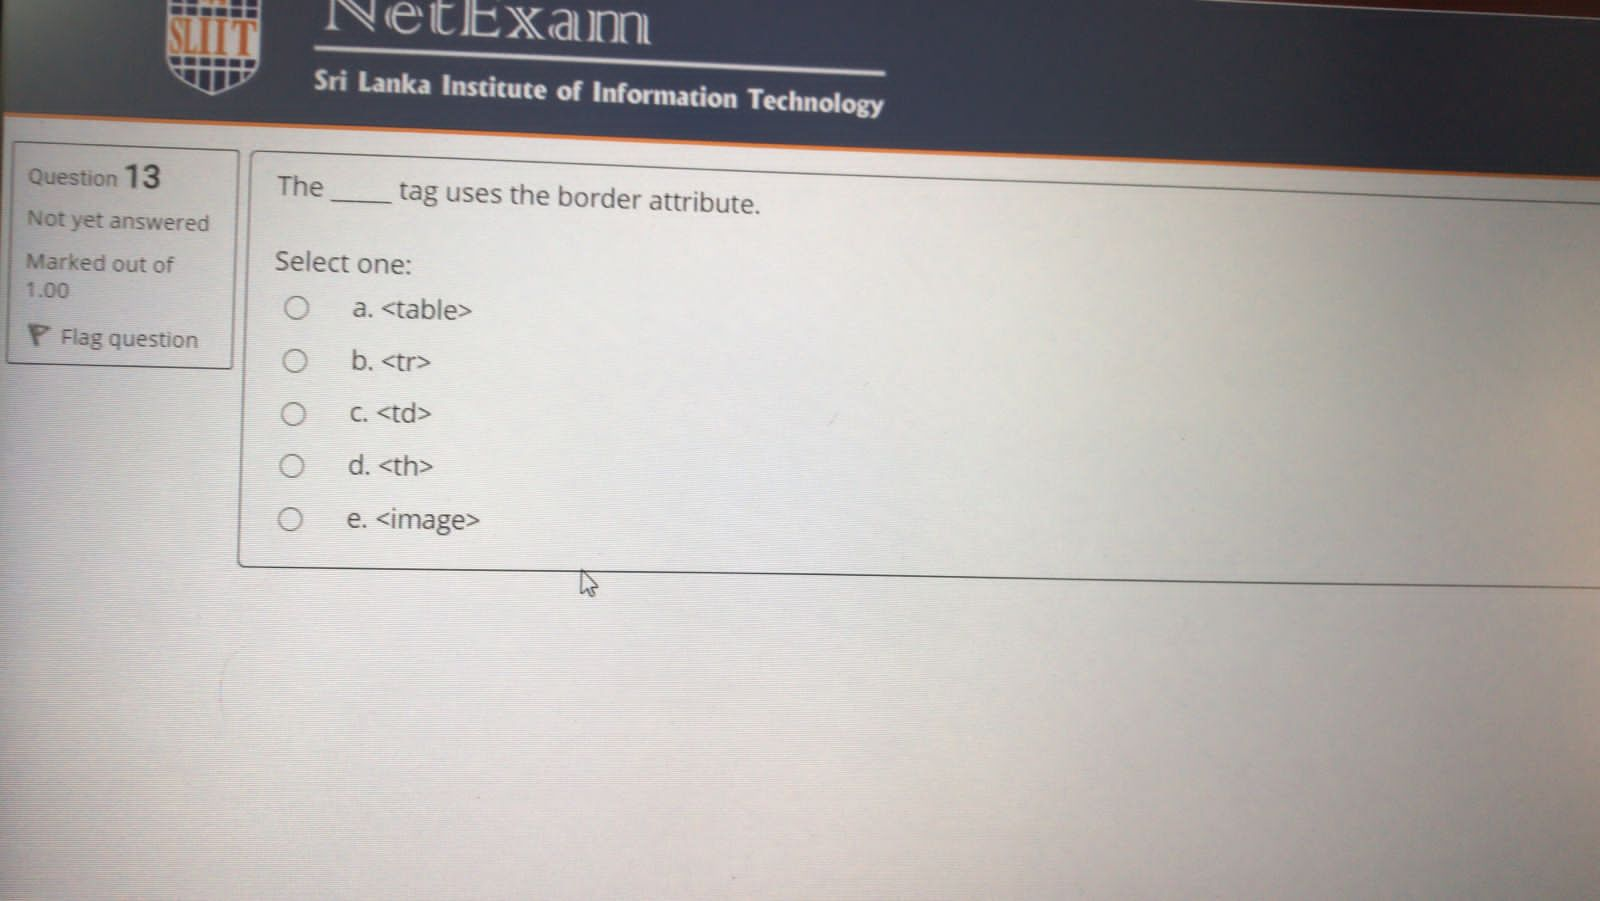 SLIIT
NetExam
Sri Lanka Institute of Information Technology
Question 13
Not yet answered
Marked out of
1.00
Flag question
The _____ tag uses the border attribute.
Select one:
a. <table>
b. <tr>
c. <td>
d. <th>
e. <image>